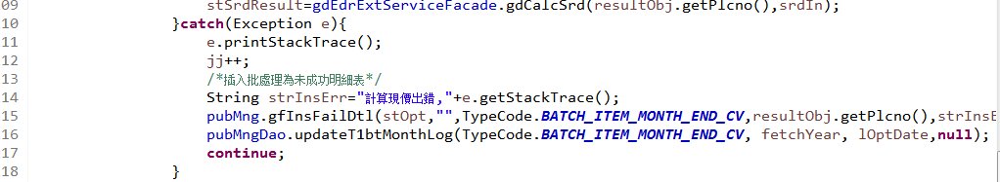 09 stSrdResult=gdEdrExtServiceFacade.gdCalcSrd(resultObj.getPlcno(),srdIn);
10 }catch(Exception e){
11 e.printStackTrace();
12 jj++;
13 /*插入批處理為未成功明細表*/
14 String strInsErr="計算現價出錯,"+e.getStackTrace();
15 pubMng.gfInsFailDtl(stOpt,"",TypeCode.BATCH_ITEM_MONTH_END_CV,resultObj.getPlcno(),strInsE
16 pubMngDao.updateT1btMonthLog(TypeCode.BATCH_ITEM_MONTH_END_CV, fetchYear, lOptDate,null);
17 continue;
18 }